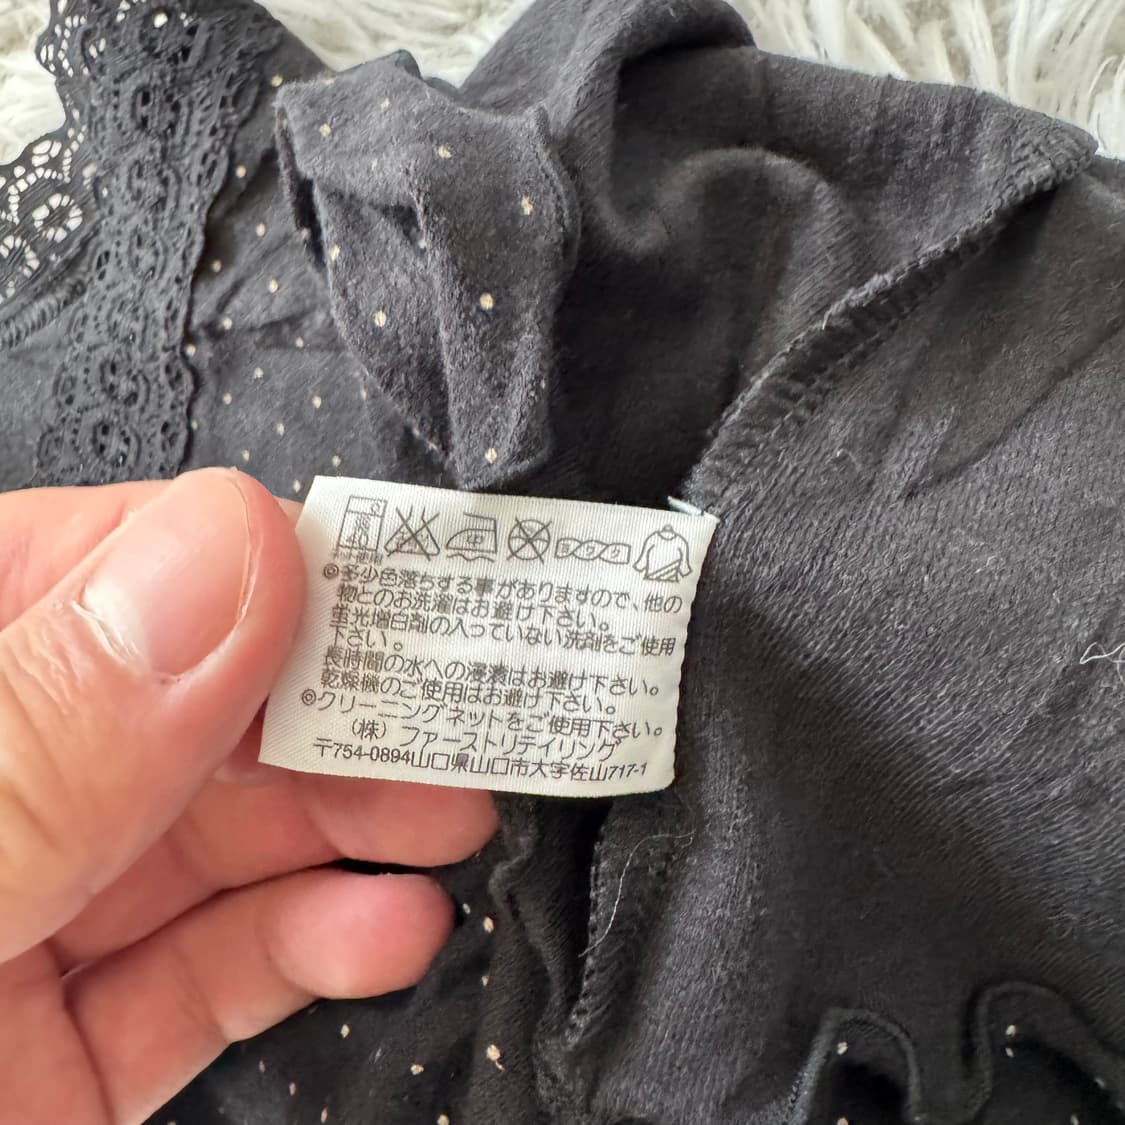 ネット使用
◎多少色落ちする事がありますので、他の
物とのお洗濯はお避け下さい。
蛍光増白剤の入っていない洗剤をご使用
下さい。
長時間の水への浸漬はお避け下さい。
乾燥機のご使用はお避け下さい。
◎クリーニングネットをご使用下さい。
(株) ファーストリテイリング
〒754-0894山口県山口市大字佐山717-1